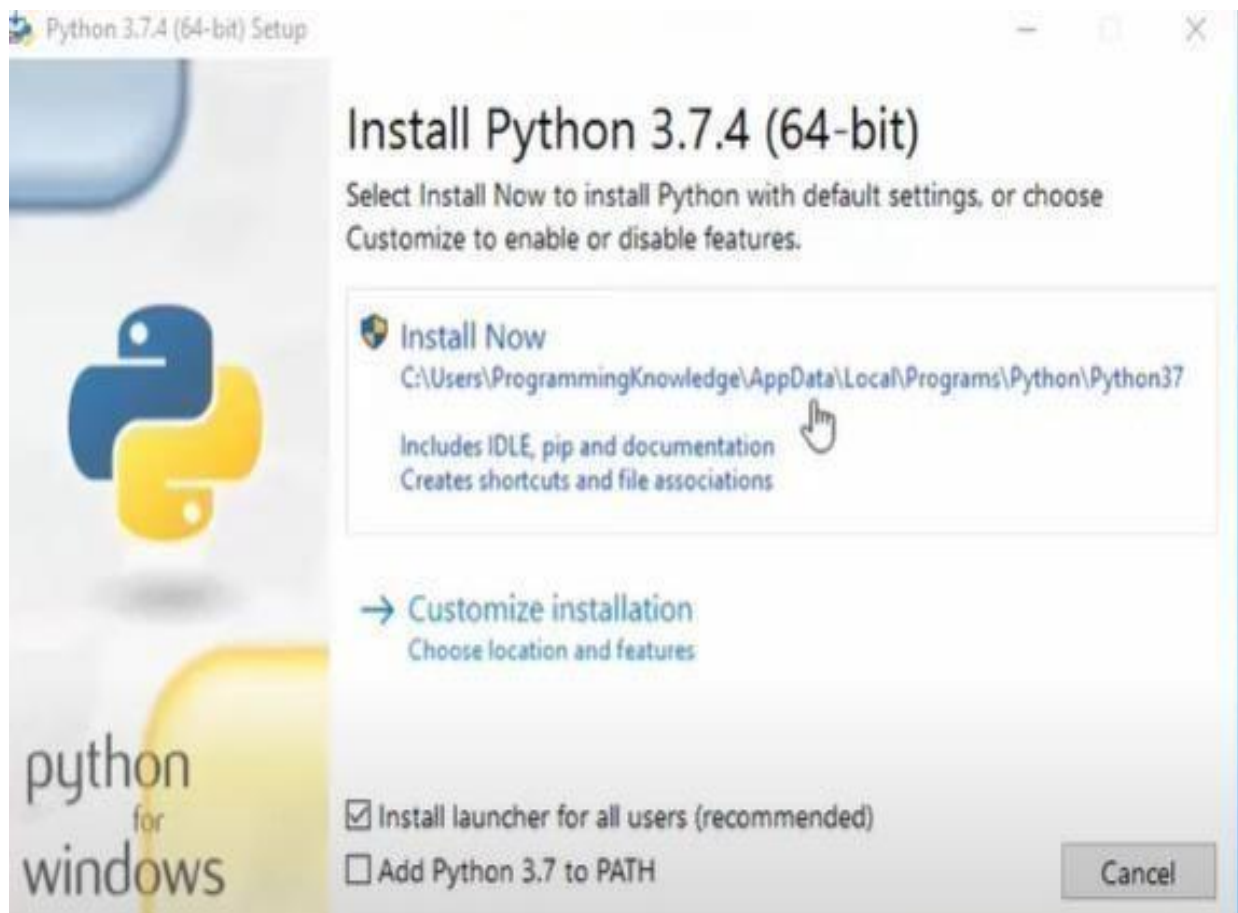 Python 3.7.4 (64-bit) Setup
Install Python 3.7.4 (64-bit)
Select Install Now to install Python with default settings, or choose
Customize to enable or disable features.
Install Now
C:\Users\ProgrammingKnowledge\AppData\Local\Programs\Python\Python37
Includes IDLE, pip and documentation
Creates shortcuts and file associations
Customize installation
Choose location and features
python
for
windows
Install launcher for all users (recommended)
Add Python 3.7 to PATH
Cancel